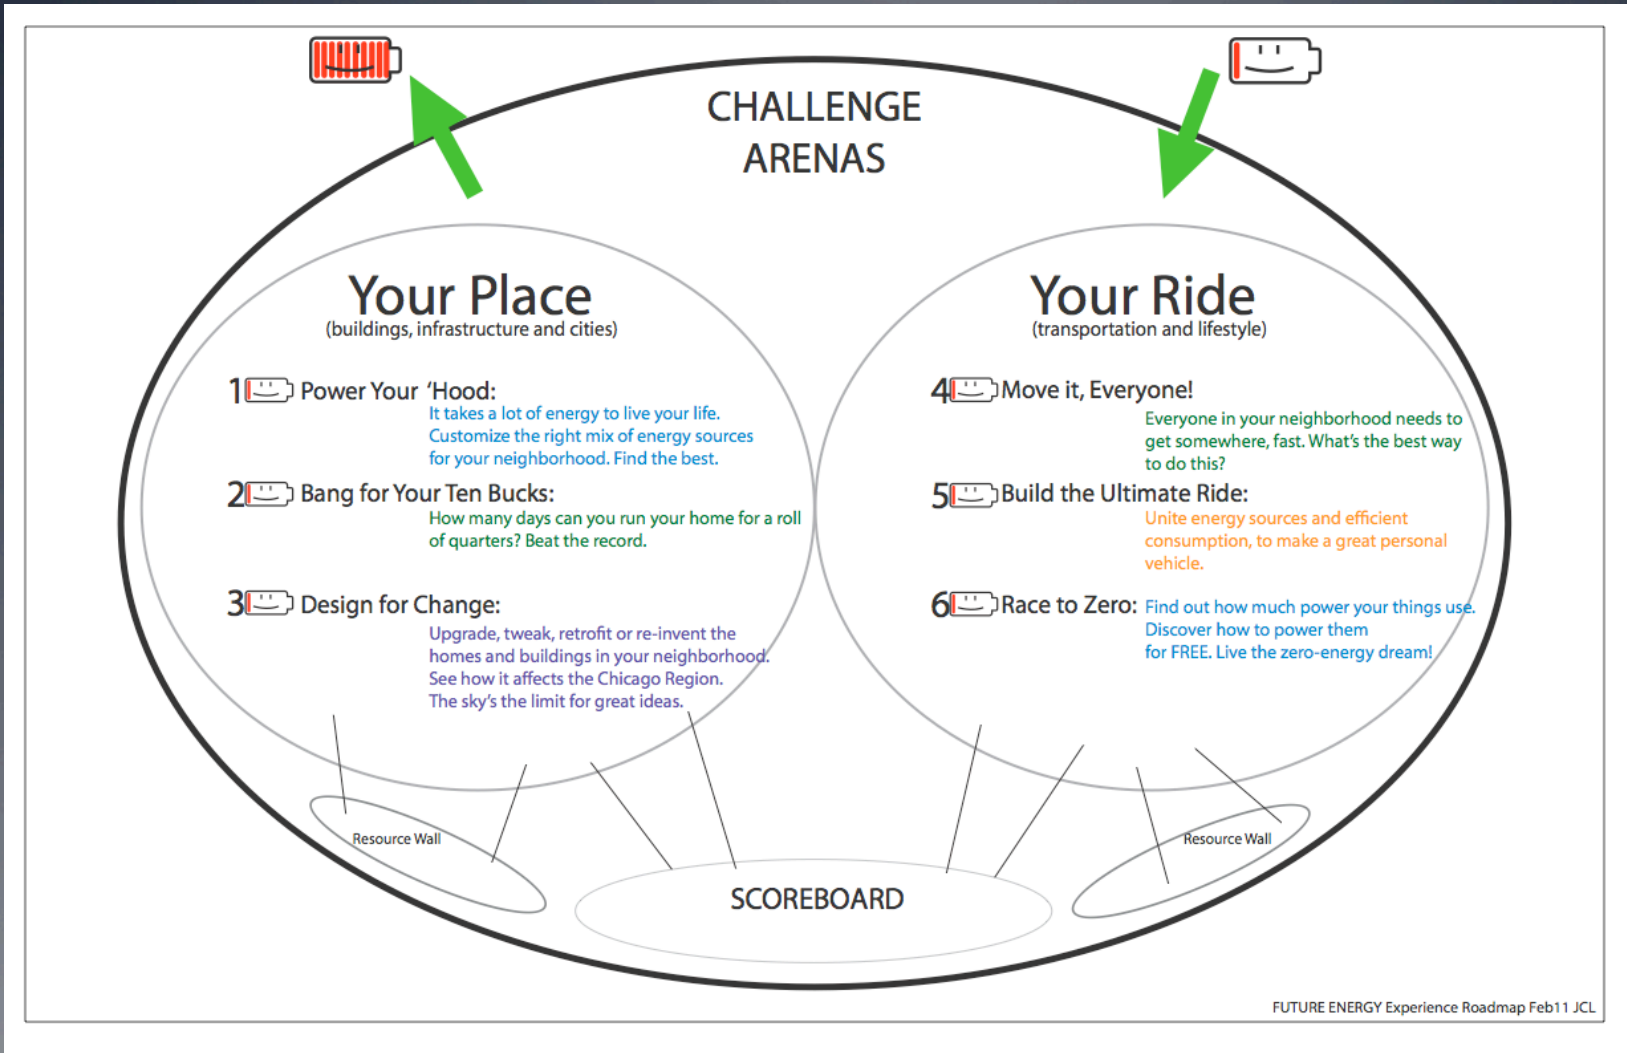 CHALLENGE
ARENAS
Your Place
(buildings, infrastructure and cities)
1 Power Your ‘Hood:
It takes a lot of energy to live your life.
Customize the right mix of energy sources
for your neighborhood. Find the best.
2 Bang for Your Ten Bucks:
How many days can you run your home for a roll
of quarters? Beat the record.
3 Design for Change:
Upgrade, tweak, retrofit or re-invent the
homes and buildings in your neighborhood.
See how it affects the Chicago Region.
The sky’s the limit for great ideas.
Your Ride
(transportation and lifestyle)
4 Move it, Everyone!
Everyone in your neighborhood needs to
get somewhere, fast. What’s the best way
to do this?
5 Build the Ultimate Ride:
Unite energy sources and efficient
consumption, to make a great personal
vehicle.
6 Race to Zero: Find out how much power your things use.
Discover how to power them
for FREE. Live the zero-energy dream!
Resource Wall
Resource Wall
SCOREBOARD
FUTURE ENERGY Experience Roadmap Feb11 JCL